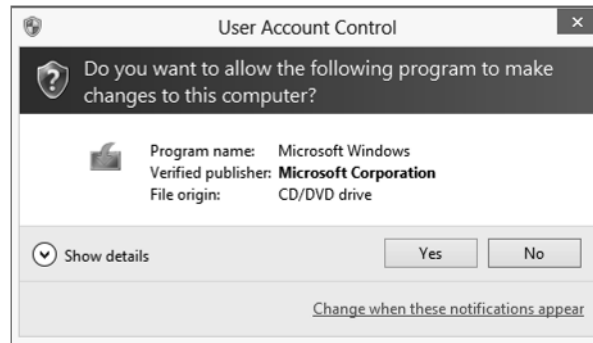 User Account Control
Do you want to allow the following program to make
changes to this computer?
Program name: Microsoft Windows
Verified publisher: Microsoft Corporation
File origin: CD/DVD drive
Show details Yes No
Change when these notifications appear